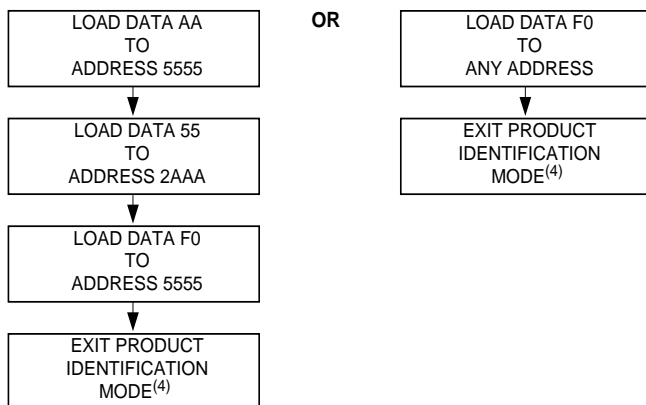 LOAD DATA AA
TO
ADDRESS 5555
LOAD DATA 55
TO
ADDRESS 2AAA
LOAD DATA F0
TO
ADDRESS 5555
EXIT PRODUCT
IDENTIFICATION
MODE(4)
OR
LOAD DATA F0
TO
ANY ADDRESS
EXIT PRODUCT
IDENTIFICATION
MODE(4)